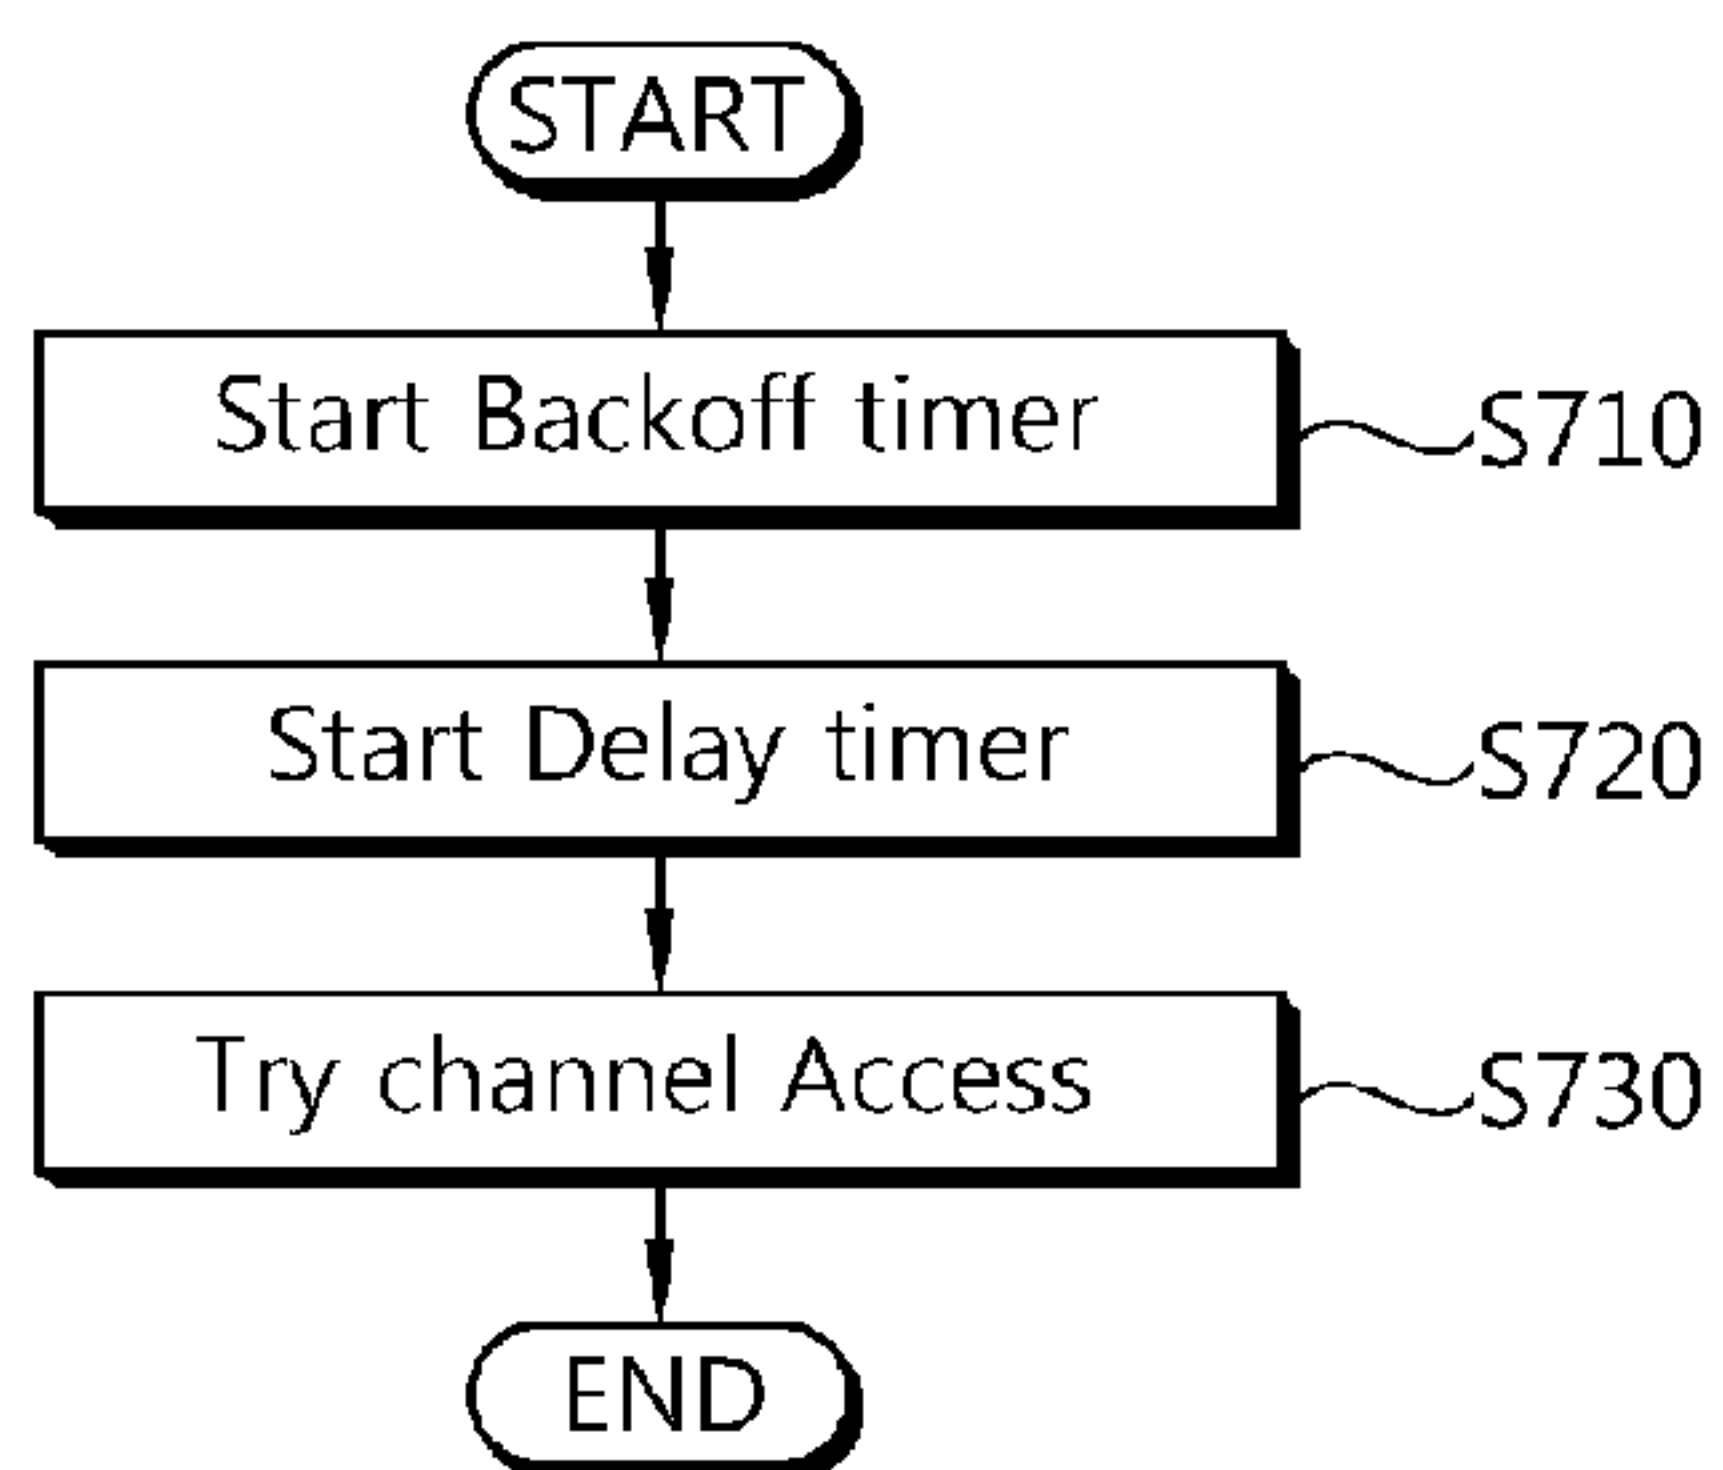 START
Start Backoff timer
S710
Start Delay timer
S720
Try channel Access
S730
END